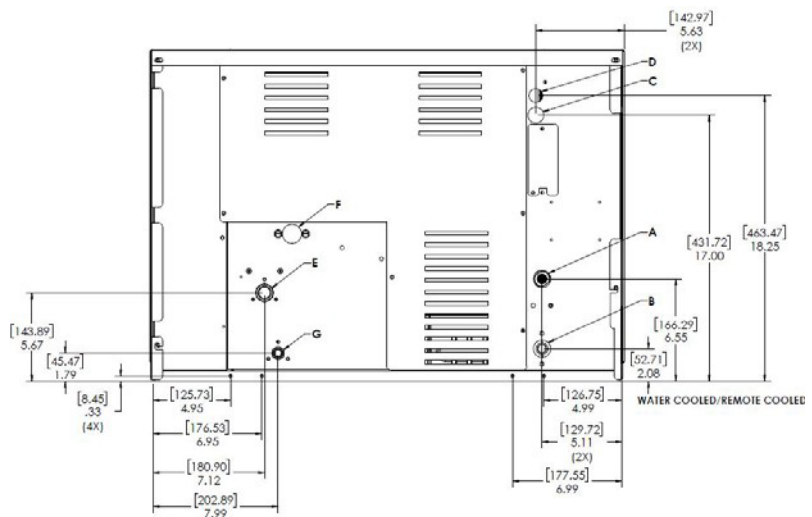 [142.97]
5.63
(2X)
D
C
F
A
E
B
G
[463.47]
18.25
[431.72]
17.00
[166.29]
6.55
[52.71]
2.08
WATER COOLED/REMOTE COOLED
[143.89]
5.67
[45.47]
1.79
[8.45]
.33
(4X)
[125.73]
4.95
[176.53]
6.95
[180.90]
7.12
[202.89]
7.99
[126.75]
4.99
[129.72]
5.11
(2X)
[177.55]
6.99